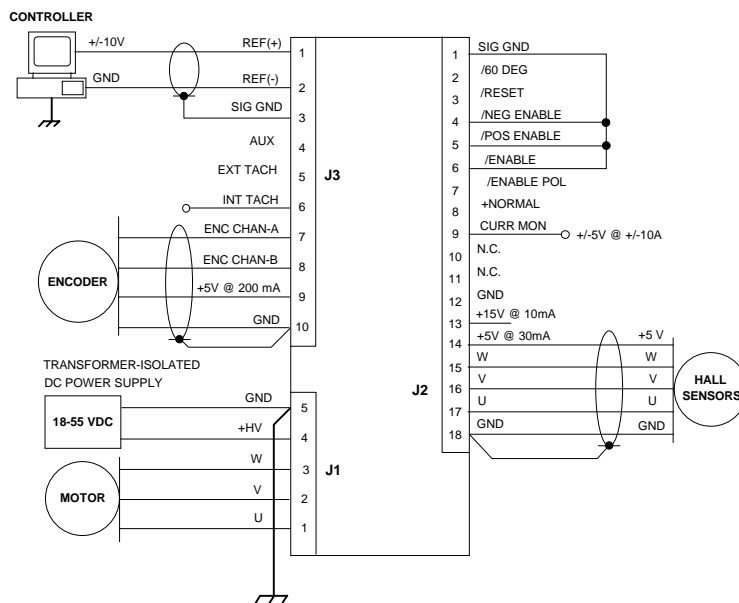 CONTROLLER
+/-10V
REF(+)
1
GND
REF(-)
2
SIG GND
3
AUX
4
EXT TACH
5
J3
INT TACH
6
ENC CHAN-A
7
ENC CHAN-B
8
ENCODER
+5V @ 200 mA
9
GND
10
TRANSFORMER-ISOLATED
DC POWER SUPPLY
18-55 VDC
GND
5
+HV
4
W
3
J1
MOTOR
V
2
U
1
1
SIG GND
2
/60 DEG
3
/RESET
4
/NEG ENABLE
5
/POS ENABLE
6
/ENABLE
7
/ENABLE POL
8
+NORMAL
9
CURR MON
+/-5V @ +/-10A
10
N.C.
11
N.C.
12
GND
13
+15V @ 10mA
14
+5V @ 30mA
+5 V
15
W
W
J2
16
V
V
17
U
U
18
GND
GND
HALL
SENSORS